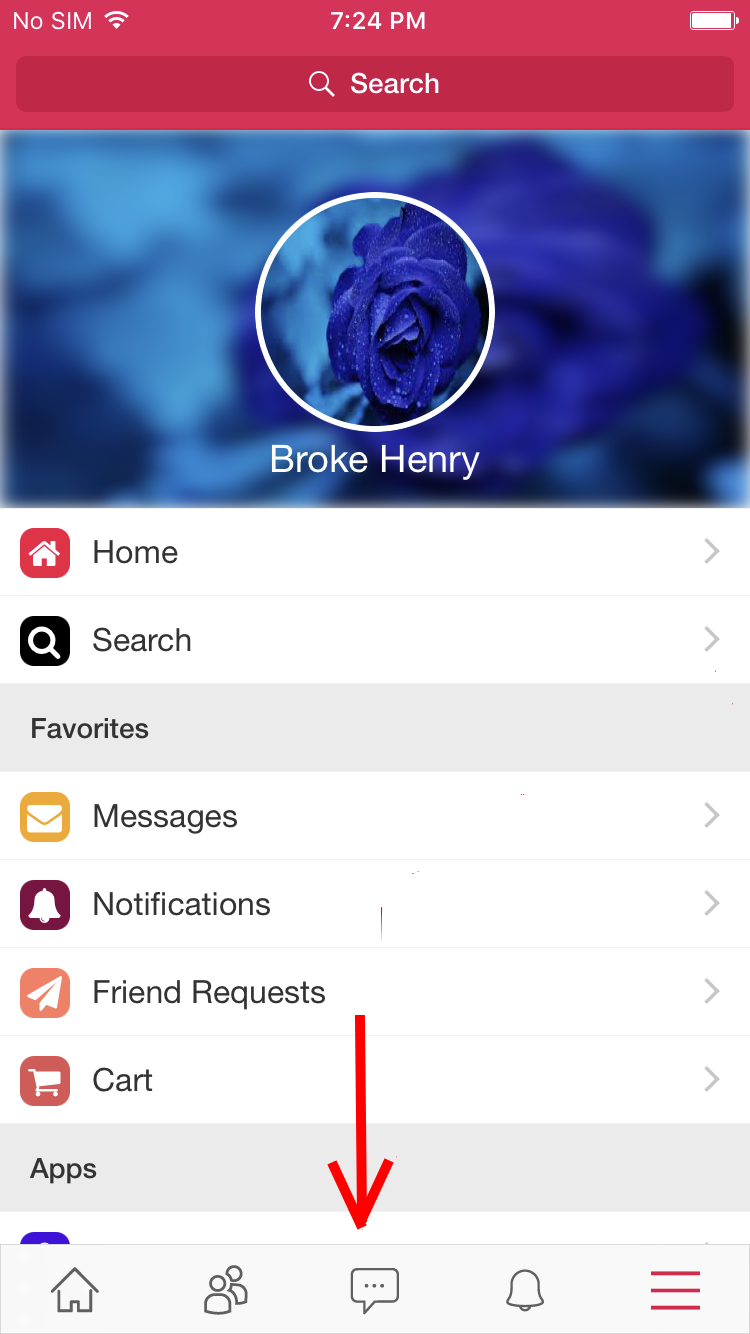 No SIM 7:24 PM
Search
Broke Henry
Home
Search
Favorites
Messages
Notifications
Friend Requests
Cart
Apps